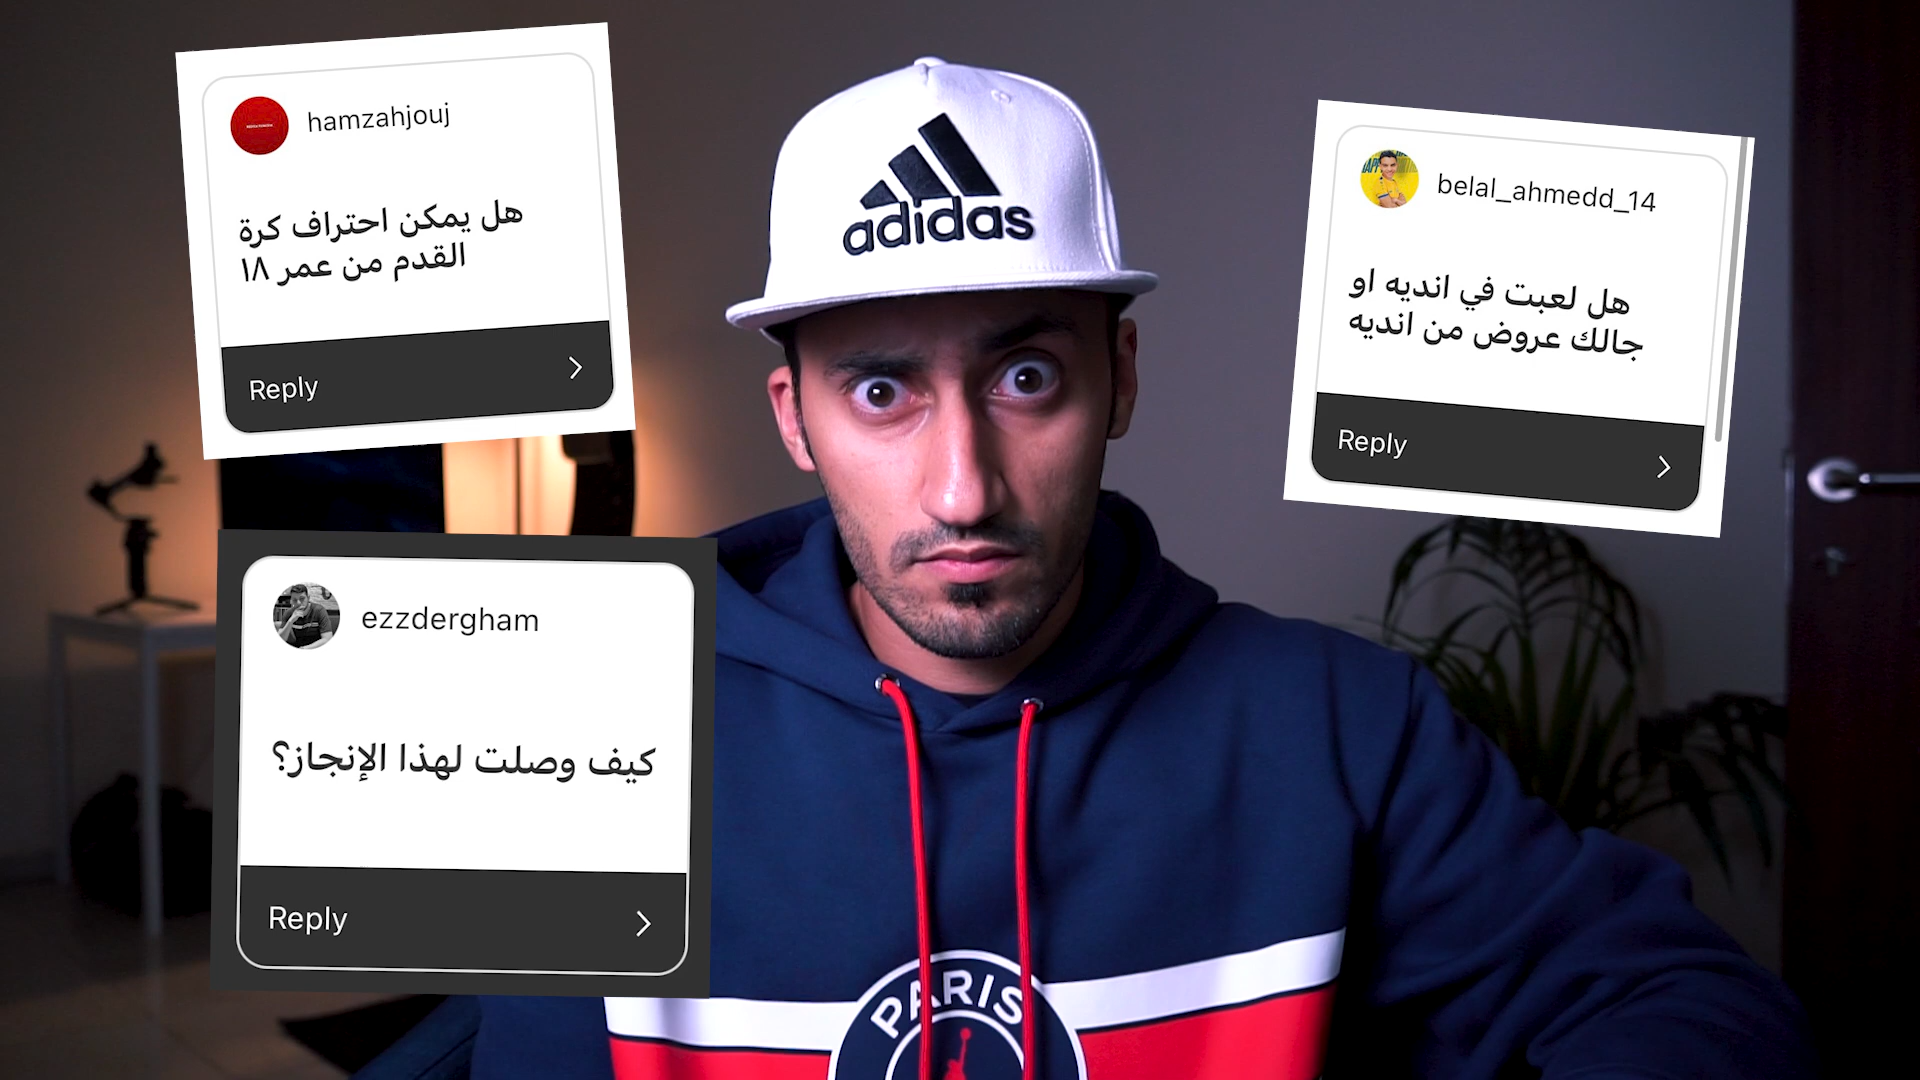 hamzahjouj
هل يمكن احتراف كرة
القدم من عمر ١٨
Reply
adidas
belal_ahmedd_14
هل لعبت في انديه او
جالك عروض من انديه
Reply
ezzdergham
كيف وصلت لهذا الإنجاز؟
Reply
PARIS